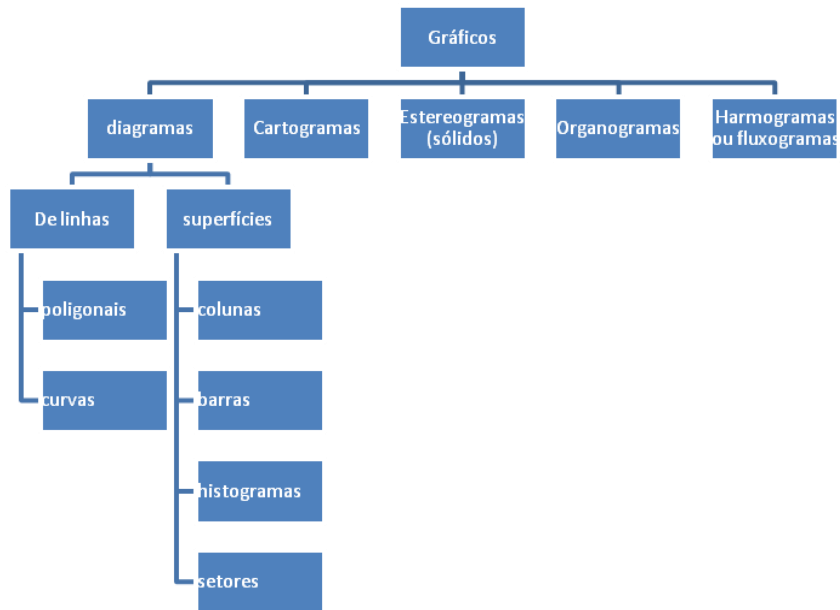 Gráficos
diagramas
Cartogramas
Estereogramas
(sólidos)
Organogramas
Harmogramas
ou fluxogramas
De linhas
superfícies
poligonais
colunas
curvas
barras
histogramas
setores